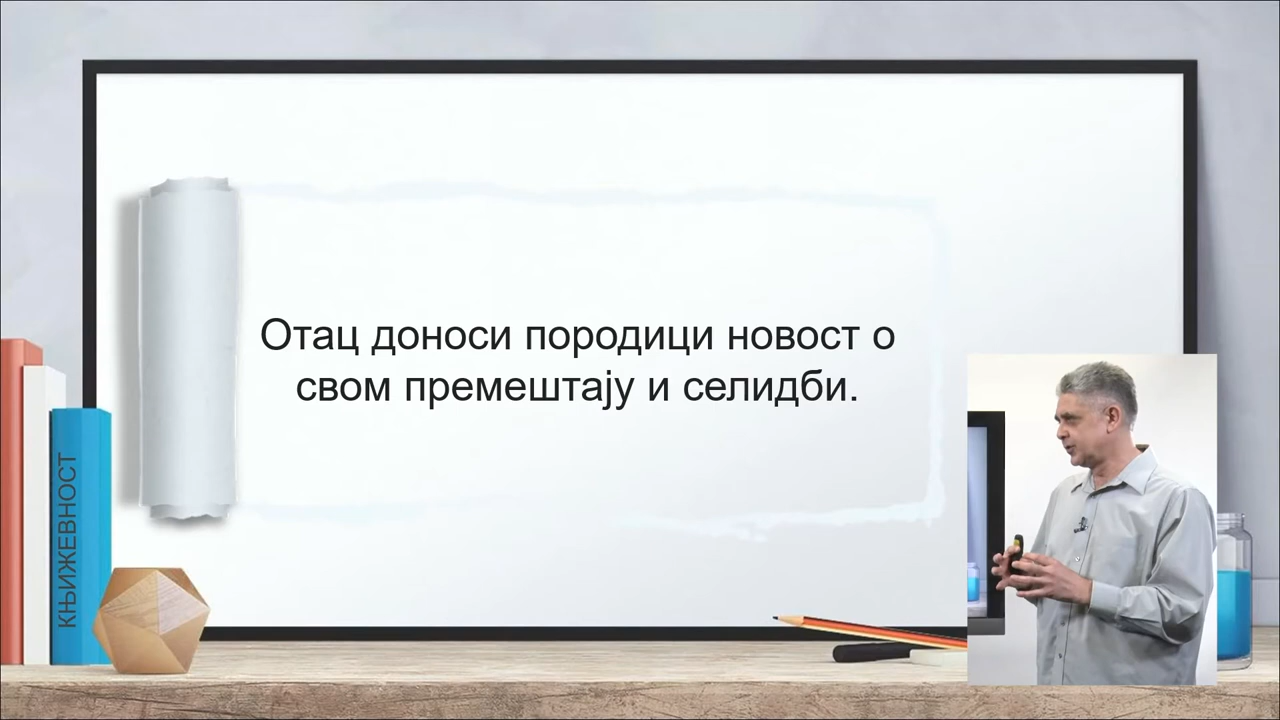 Отац доноси породици новост о
свом премештају и селидби.
КЊИЖЕВНОСТ